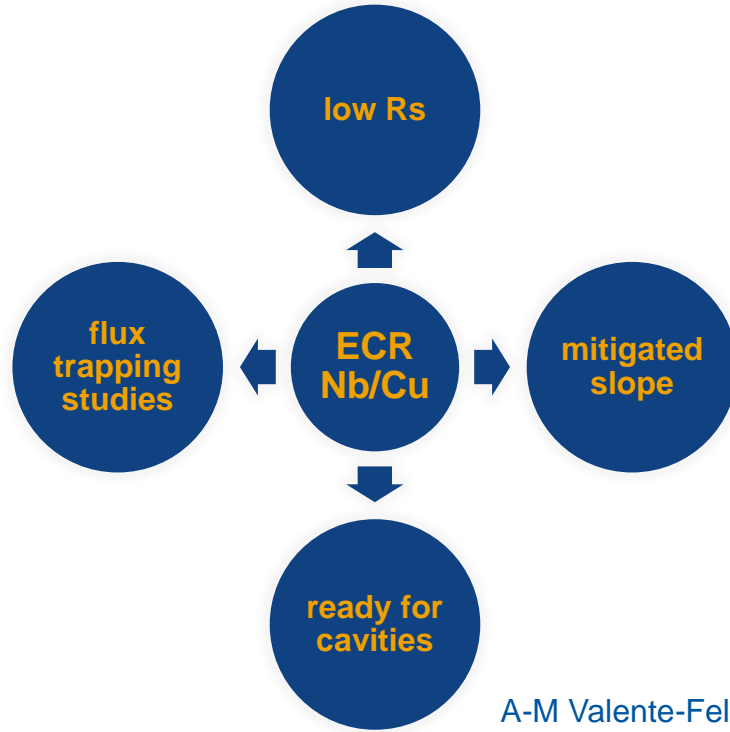 low Rs
flux
trapping
studies
ECR
Nb/Cu
mitigated
slope
ready for
cavities
A-M Valente-Fel